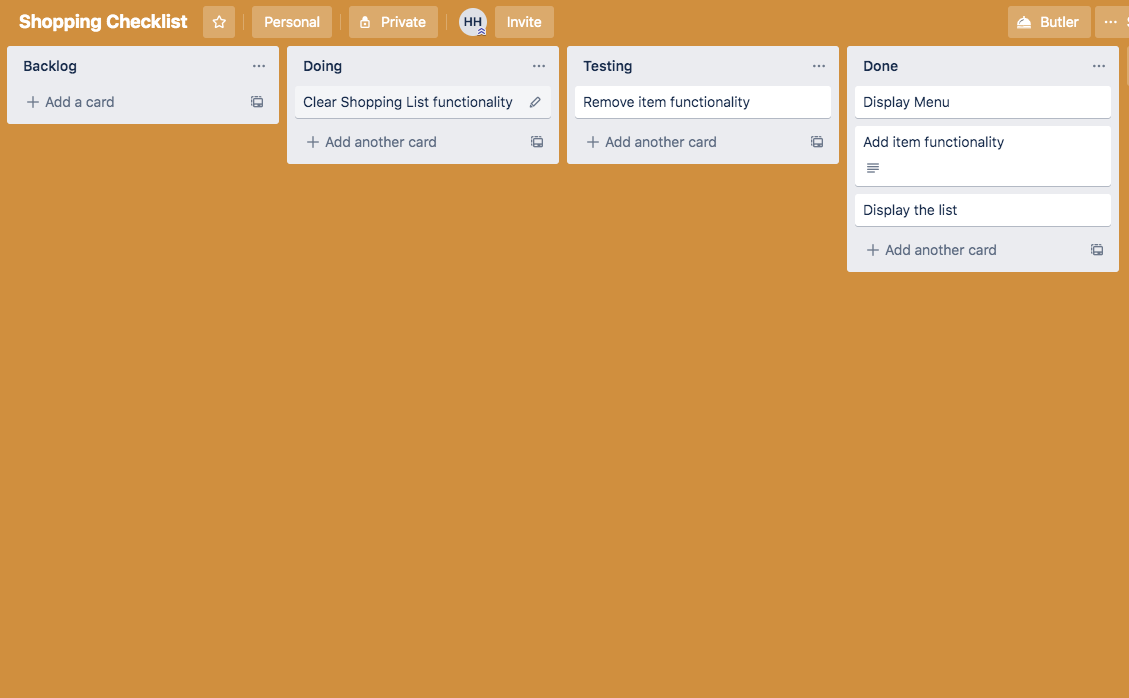 Shopping Checklist Personal Private HH Invite Butler
Backlog
Add a card
Doing
Clear Shopping List functionality
Add another card
Testing
Remove item functionality
Add another card
Done
Display Menu
Add item functionality
Display the list
Add another card